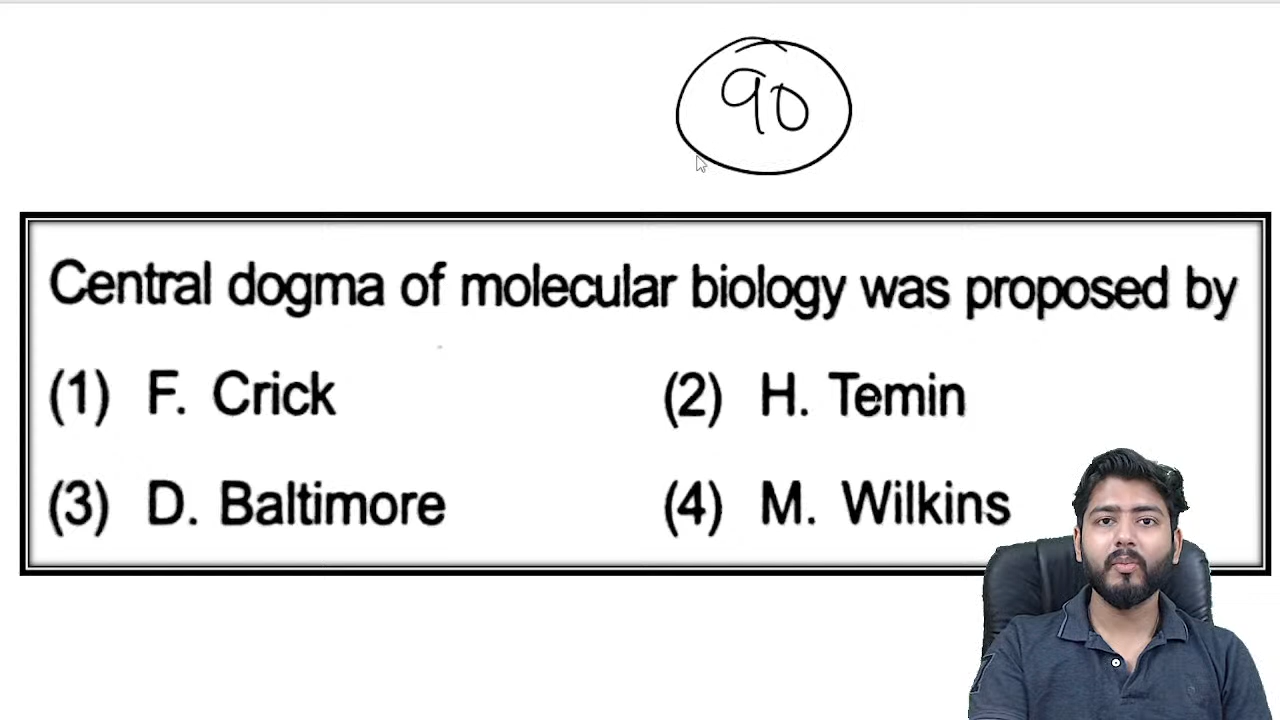 90
Central dogma of molecular biology was proposed by
(1) F. Crick (2) H. Temin
(3) D. Baltimore (4) M. Wilkins